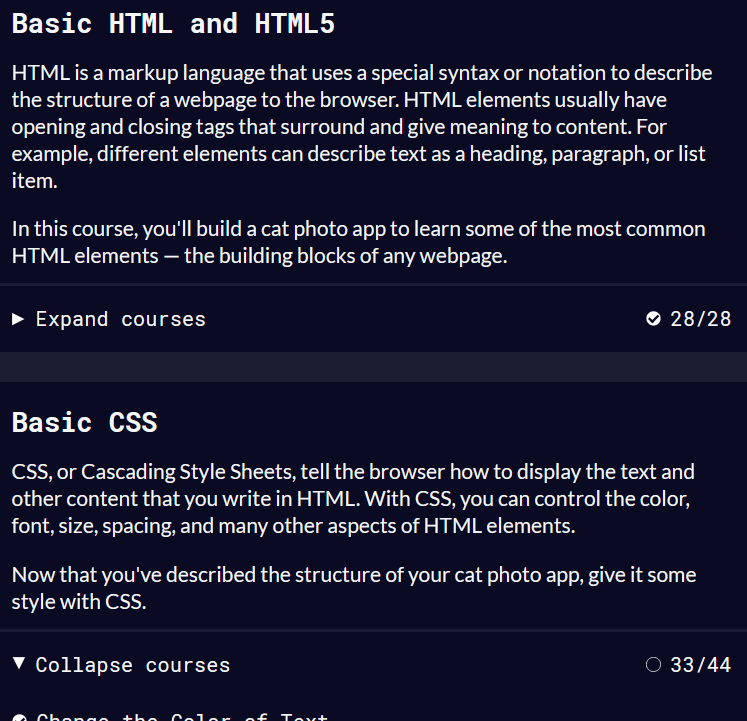 Basic HTML and HTML5
HTML is a markup language that uses a special syntax or notation to describe
the structure of a webpage to the browser. HTML elements usually have
opening and closing tags that surround and give meaning to content. For
example, different elements can describe text as a heading, paragraph, or list
item.
In this course, you'll build a cat photo app to learn some of the most common
HTML elements — the building blocks of any webpage.
Expand courses 28/28
Basic CSS
CSS, or Cascading Style Sheets, tell the browser how to display the text and
other content that you write in HTML. With CSS, you can control the color,
font, size, spacing, and many other aspects of HTML elements.
Now that you've described the structure of your cat photo app, give it some
style with CSS.
Collapse courses 33/44
Change the Color of Text